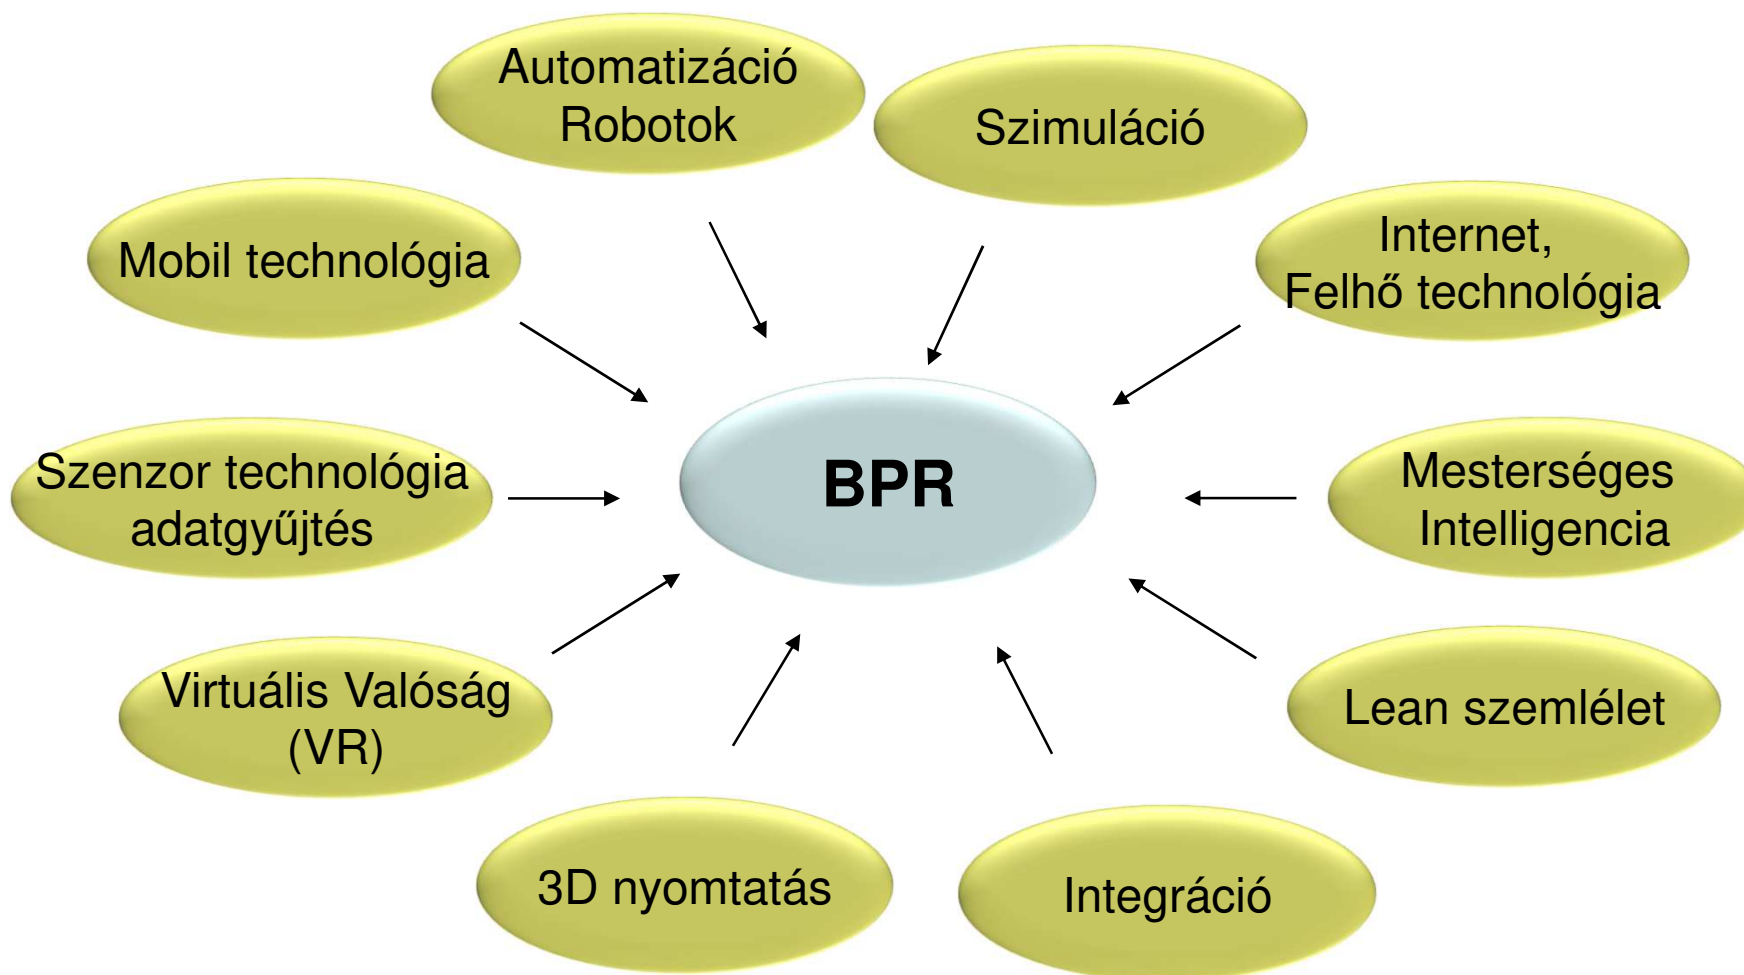 Automatizáció
Robotok
Szimuláció
Mobil technológia
Internet,
Felhő technológia
Szenzor technológia
adatgyűjtés
BPR
Mesterséges
Intelligencia
Virtuális Valóság
(VR)
Lean szemlélet
3D nyomtatás
Integráció